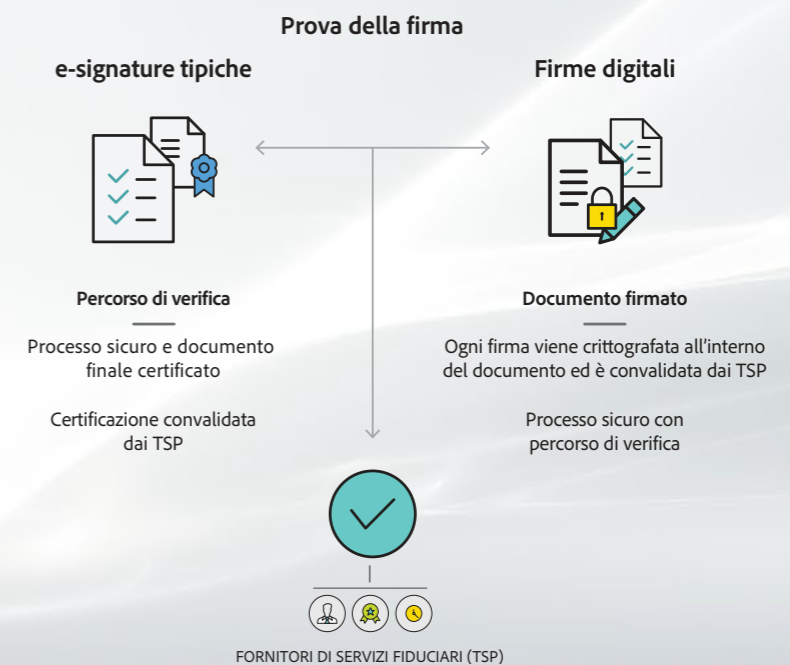 Prova della firma
e-signature tipiche
Firme digitali
Percorso di verifica
Processo sicuro e documento
finale certificato
Certificazione convalidata
dai TSP
Documento firmato
Ogni firma viene crittografata all'interno
del documento ed è convalidata dai TSP
Processo sicuro con
percorso di verifica
FORNITORI DI SERVIZI FIDUCIARI (TSP)